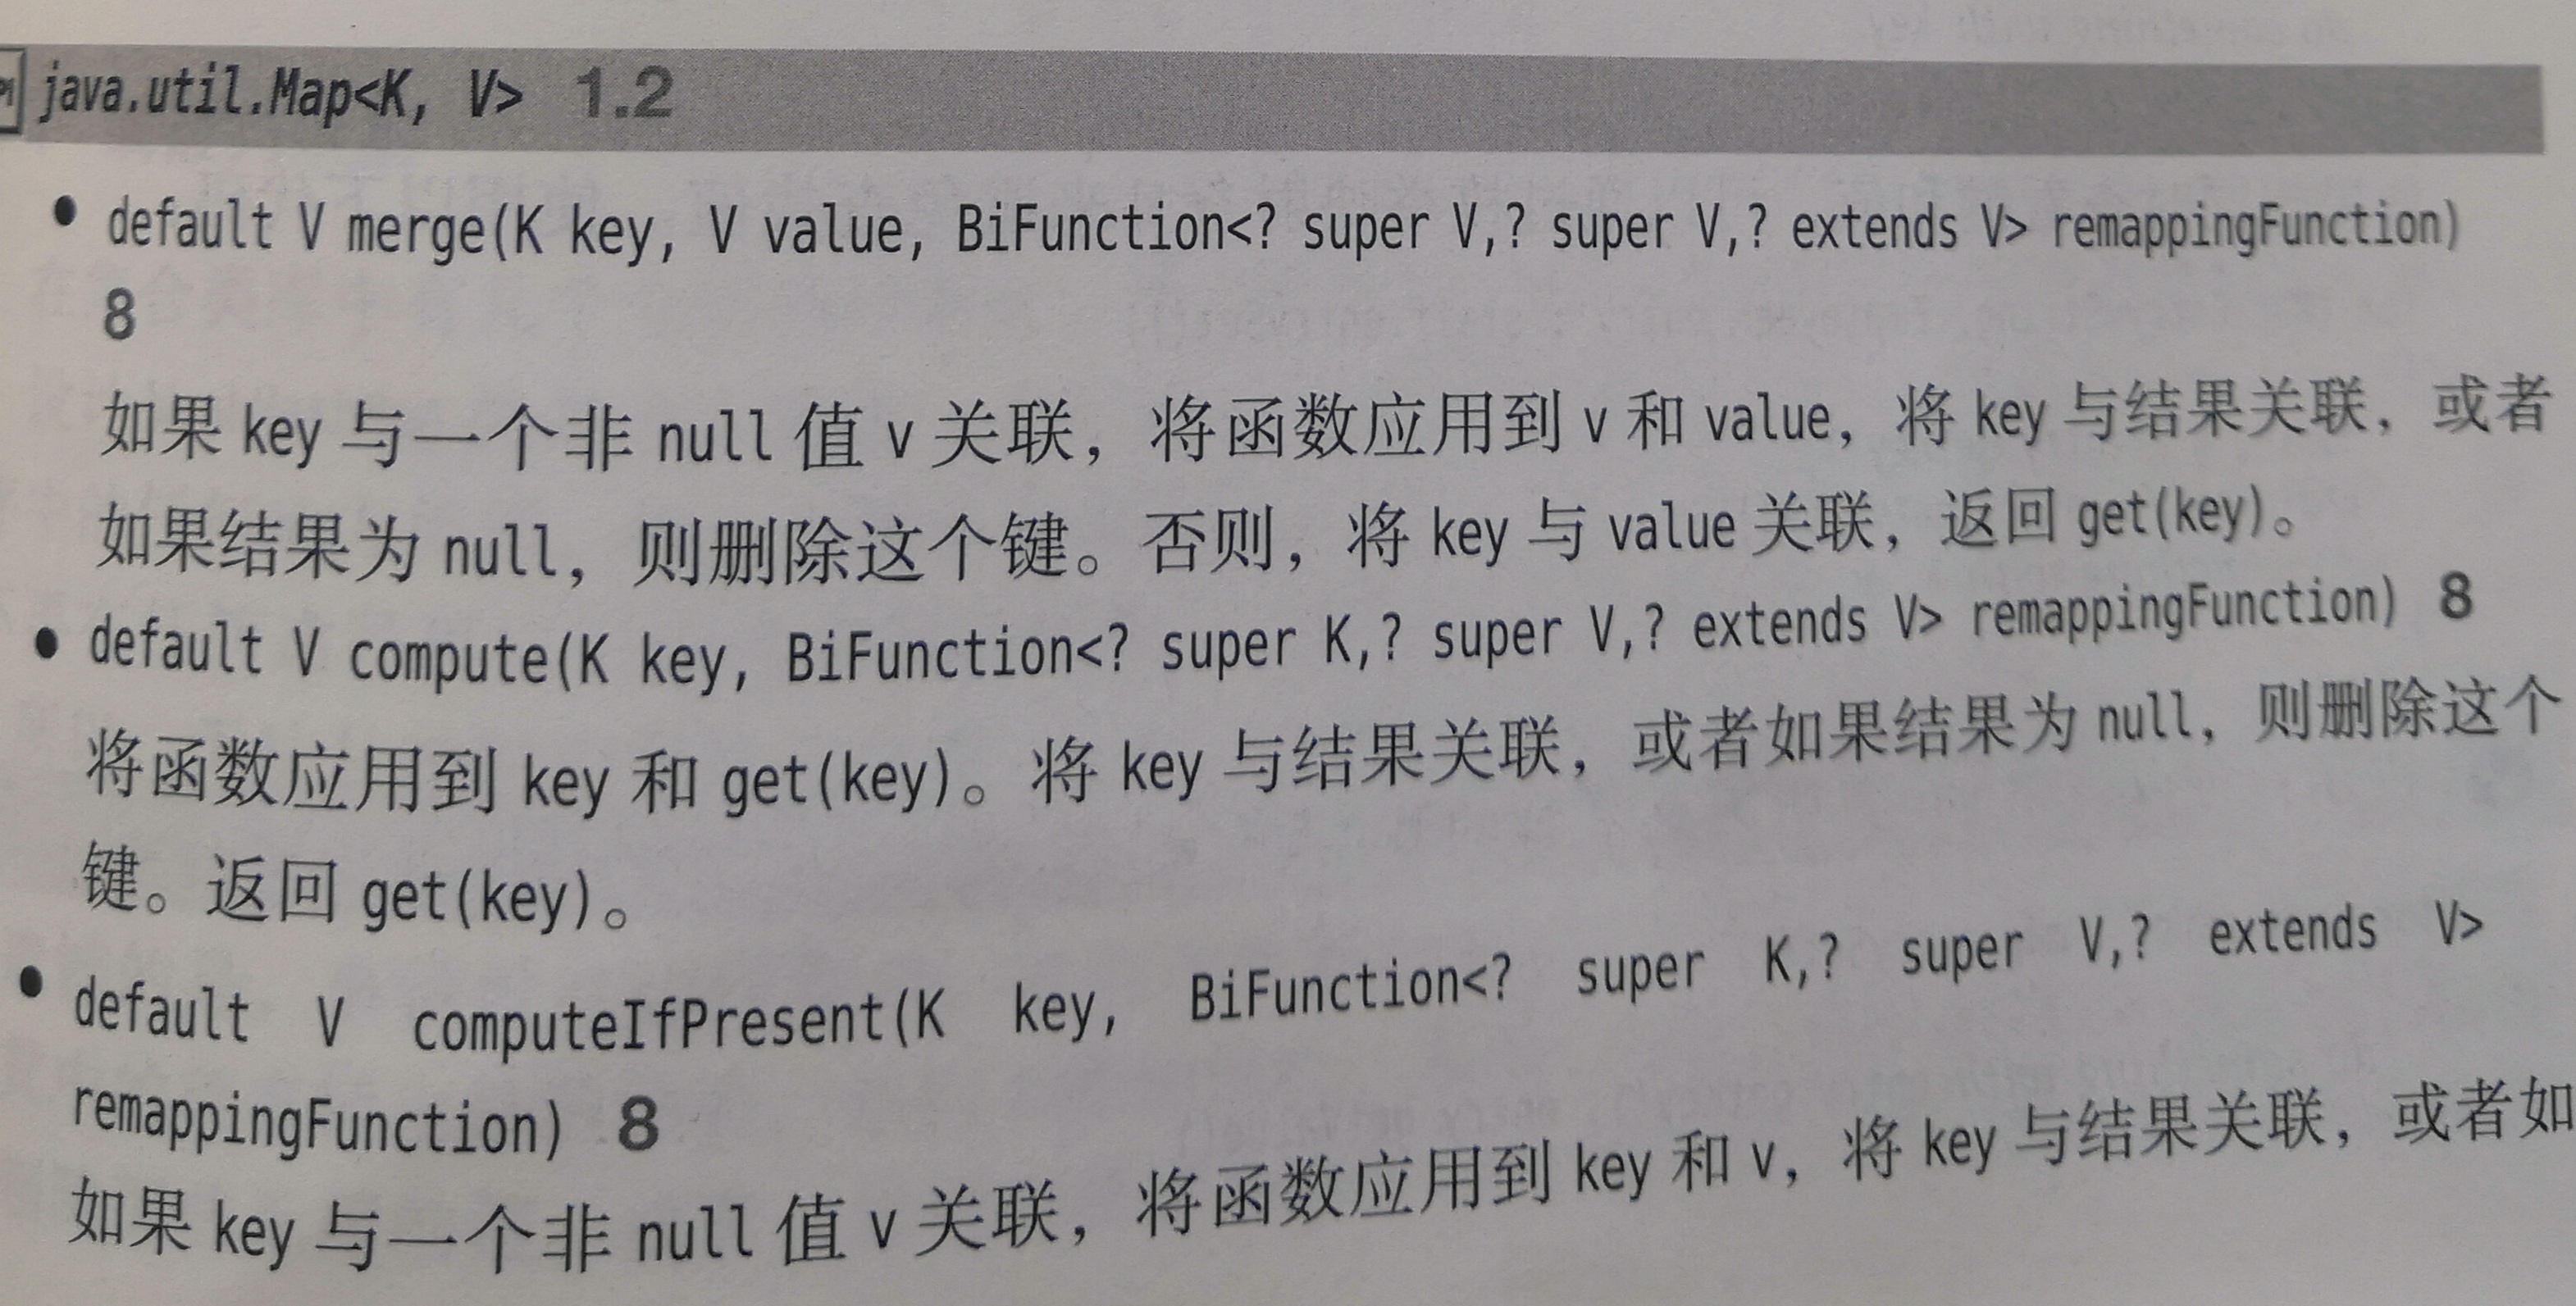 java.util.Map<K, V> 1.2
• default V merge(K key, V value, BiFunction<? super V,? super V,? extends V> remappingFunction)
8
如果 key 与一个非 null 值 v 关联，将函数应用到 v 和 value，将 key 与结果关联，或者
如果结果为 null，则删除这个键。否则，将 key 与 value 关联，返回 get(key)。
• default V compute(K key, BiFunction<? super K,? super V,? extends V> remappingFunction) 8
将函数应用到 key 和 get(key)。将 key 与结果关联，或者如果结果为 null，则删除这个
键。返回 get(key)。
• default V computeIfPresent(K key, BiFunction<? super K,? super V,? extends V>
remappingFunction) 8
如果 key 与一个非 null 值 v 关联，将函数应用到 key 和 v，将 key 与结果关联，或者如